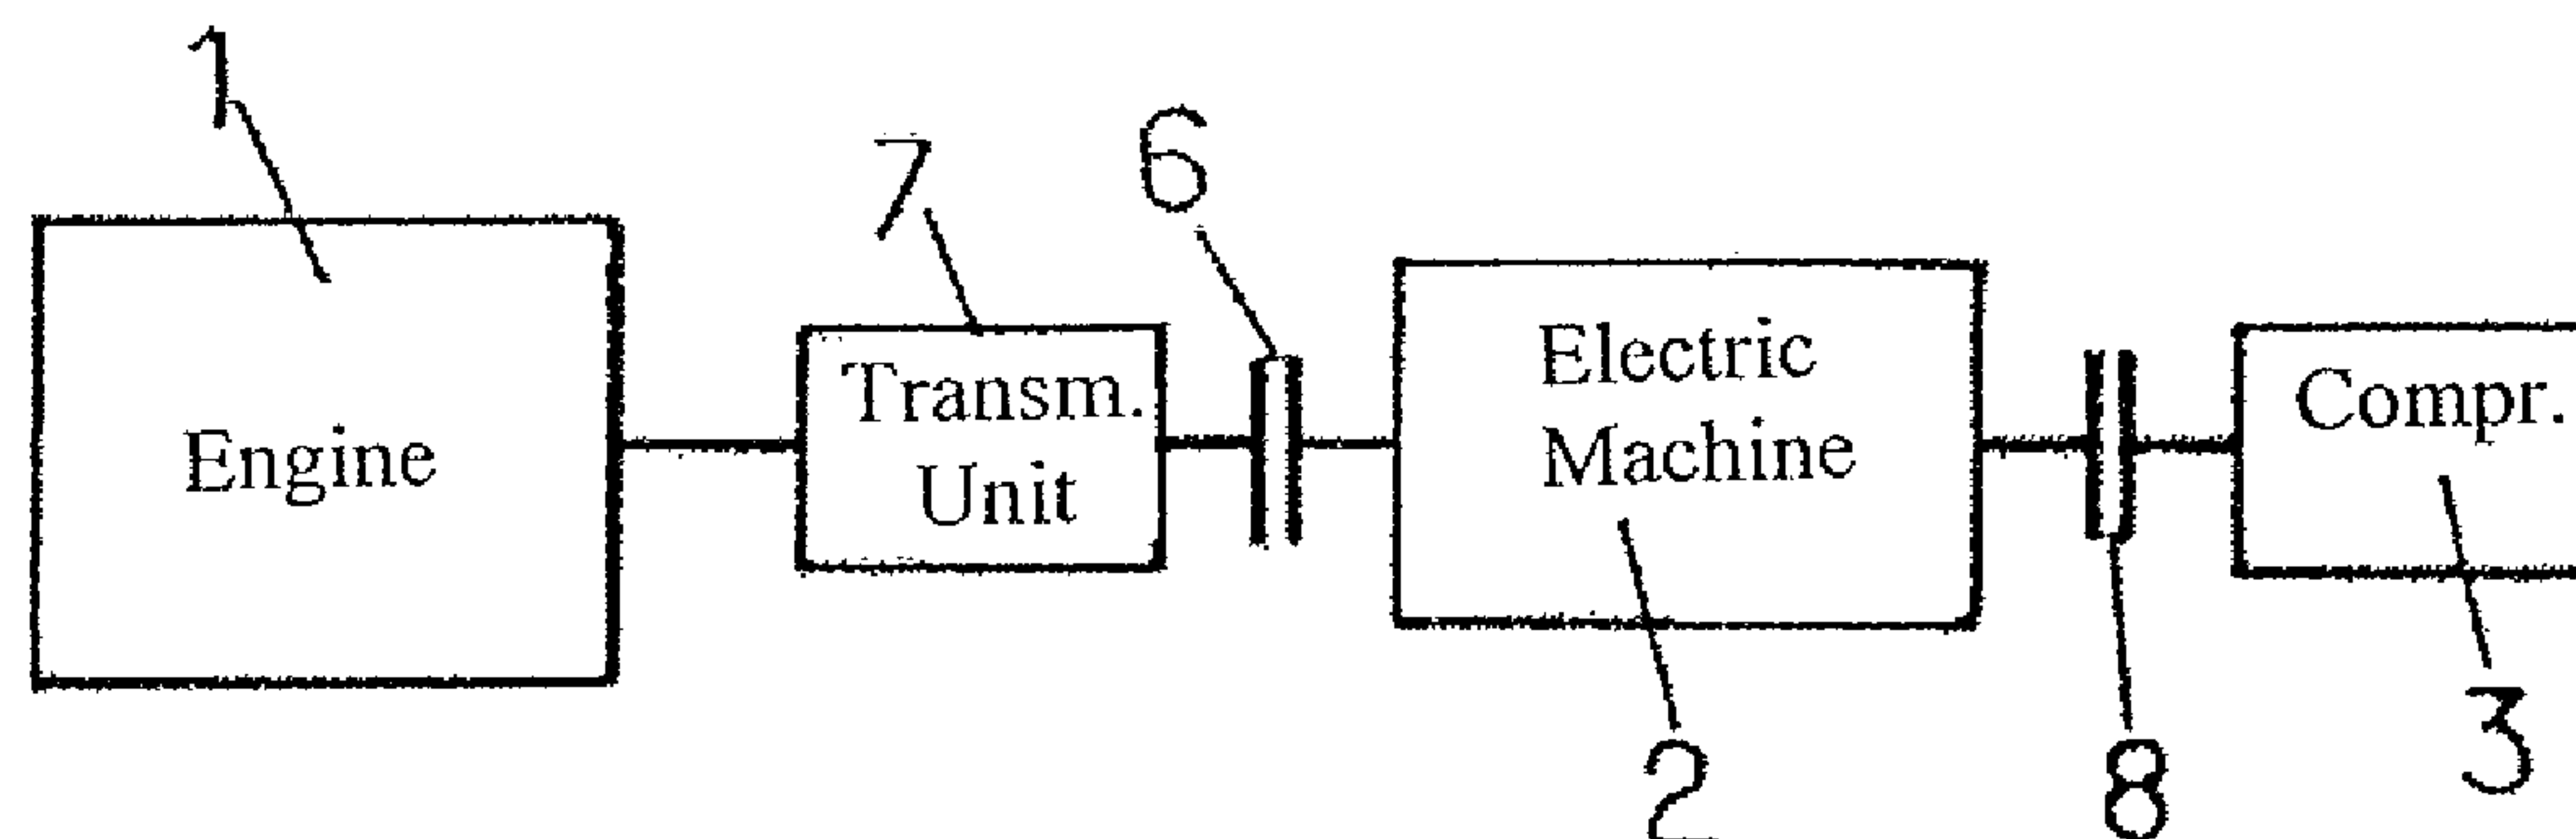 1
7
6
Engine
Transm.
Unit
Electric
Machine
Compr.
2
8
3